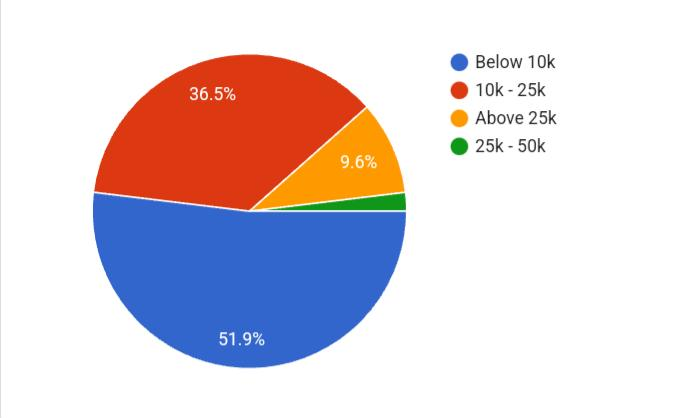 36.5%
9.6%
51.9%
Below 10k
10k - 25k
Above 25k
25k - 50k